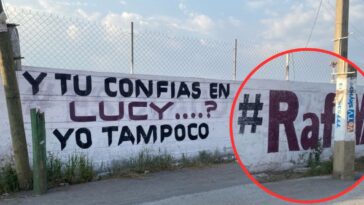 Y TU CONFIAS EN
LUCY....?
YO TAMPOCO
#Raf